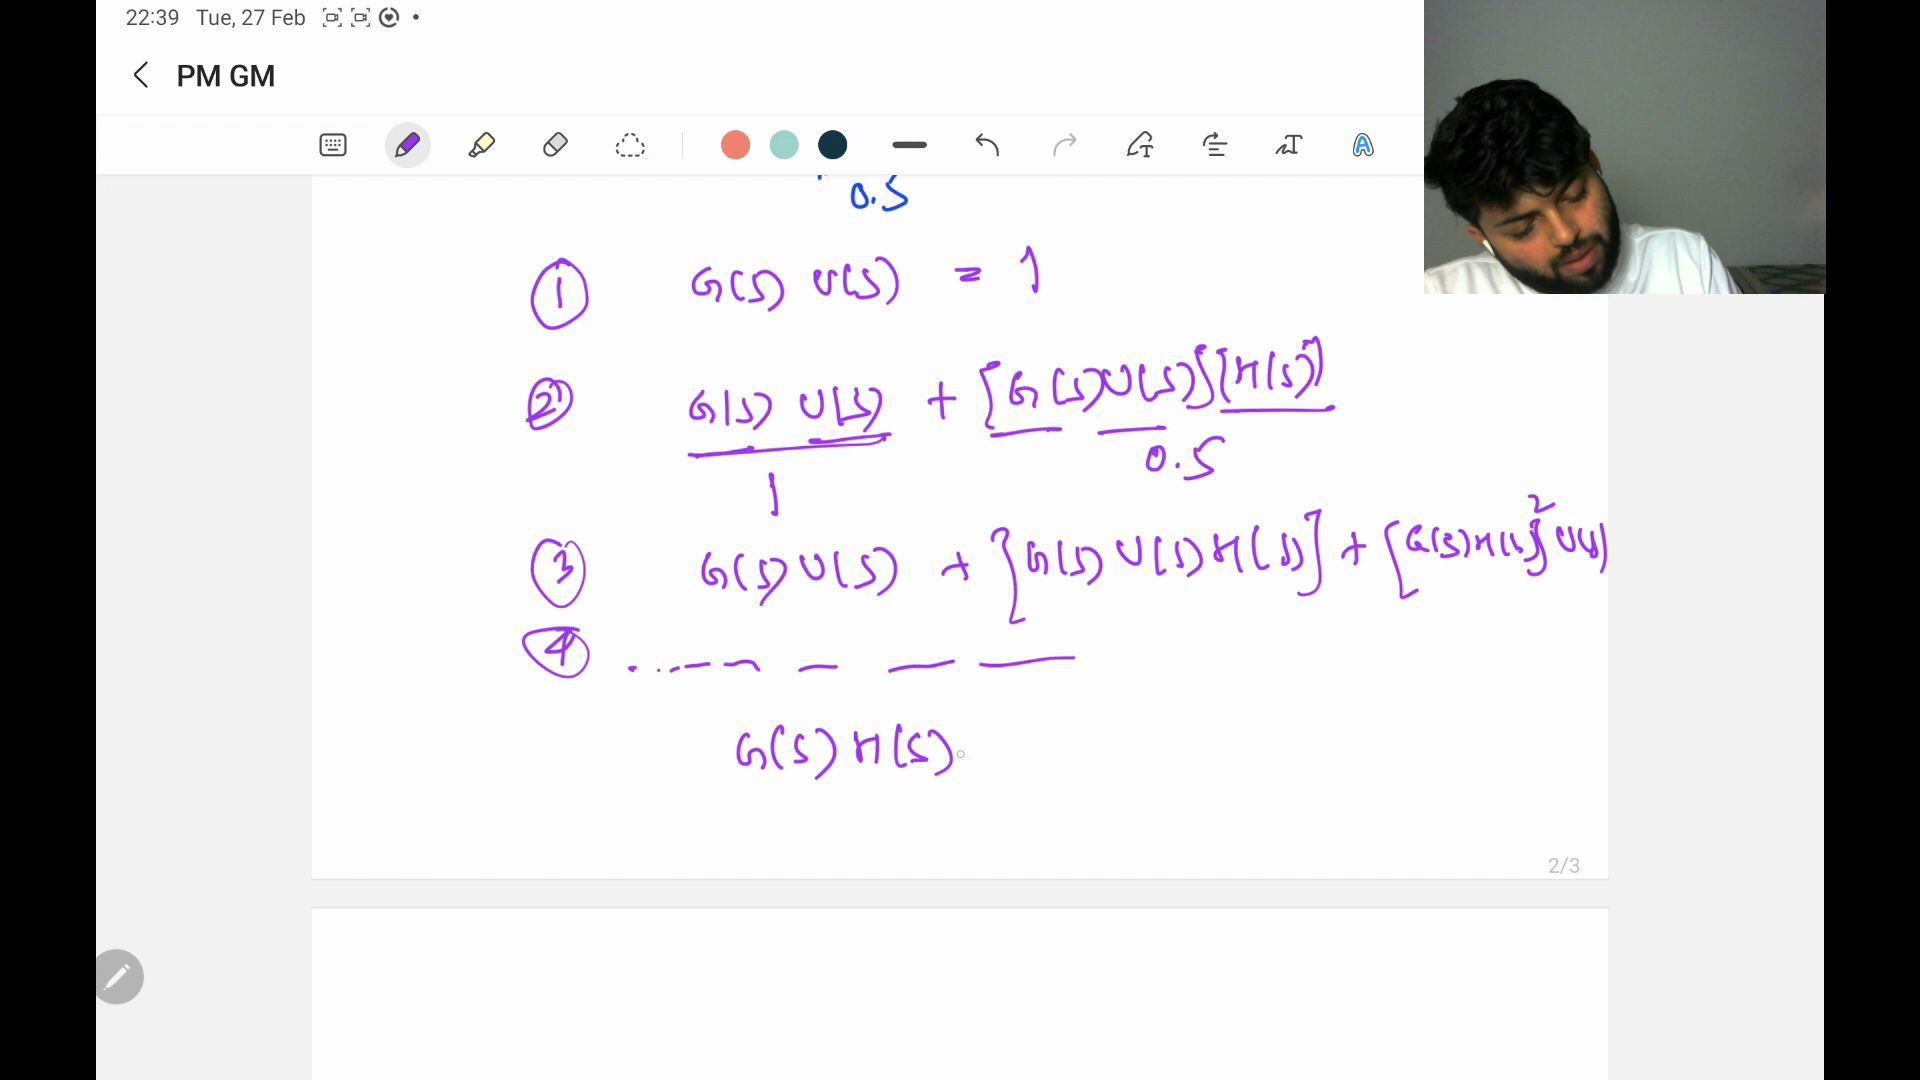 22:39 Tue, 27 Feb
PM GM
0.5
① G(s) U(s) = 1
② G(s) U(s) + [G(s)U(s)][H(s)]
1 0.5
③ G(s)U(s) + [G(s)U(s)H(s)] + [G(s)H(s)]² U(s)
④ ...
G(s) H(s)
2/3